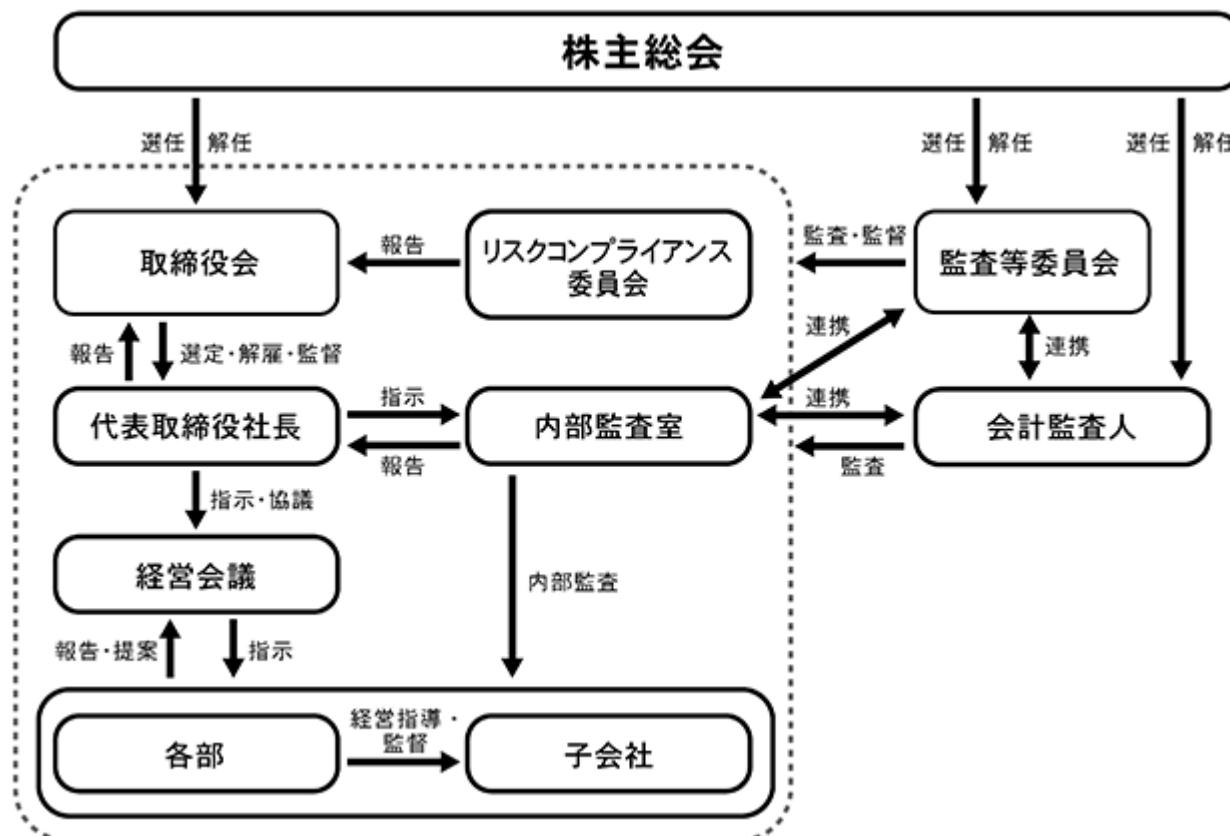 株主総会
選任 解任
選任 解任
選任 解任
取締役会
報告
リスクコンプライアンス
委員会
監査・監督
監査等委員会
報告
選定・解雇・監督
連携
連携
代表取締役社長
指示
報告
内部監査室
連携
監査
会計監査人
指示・協議
経営会議
内部監査
報告・提案
指示
各部
経営指導・
監督
子会社